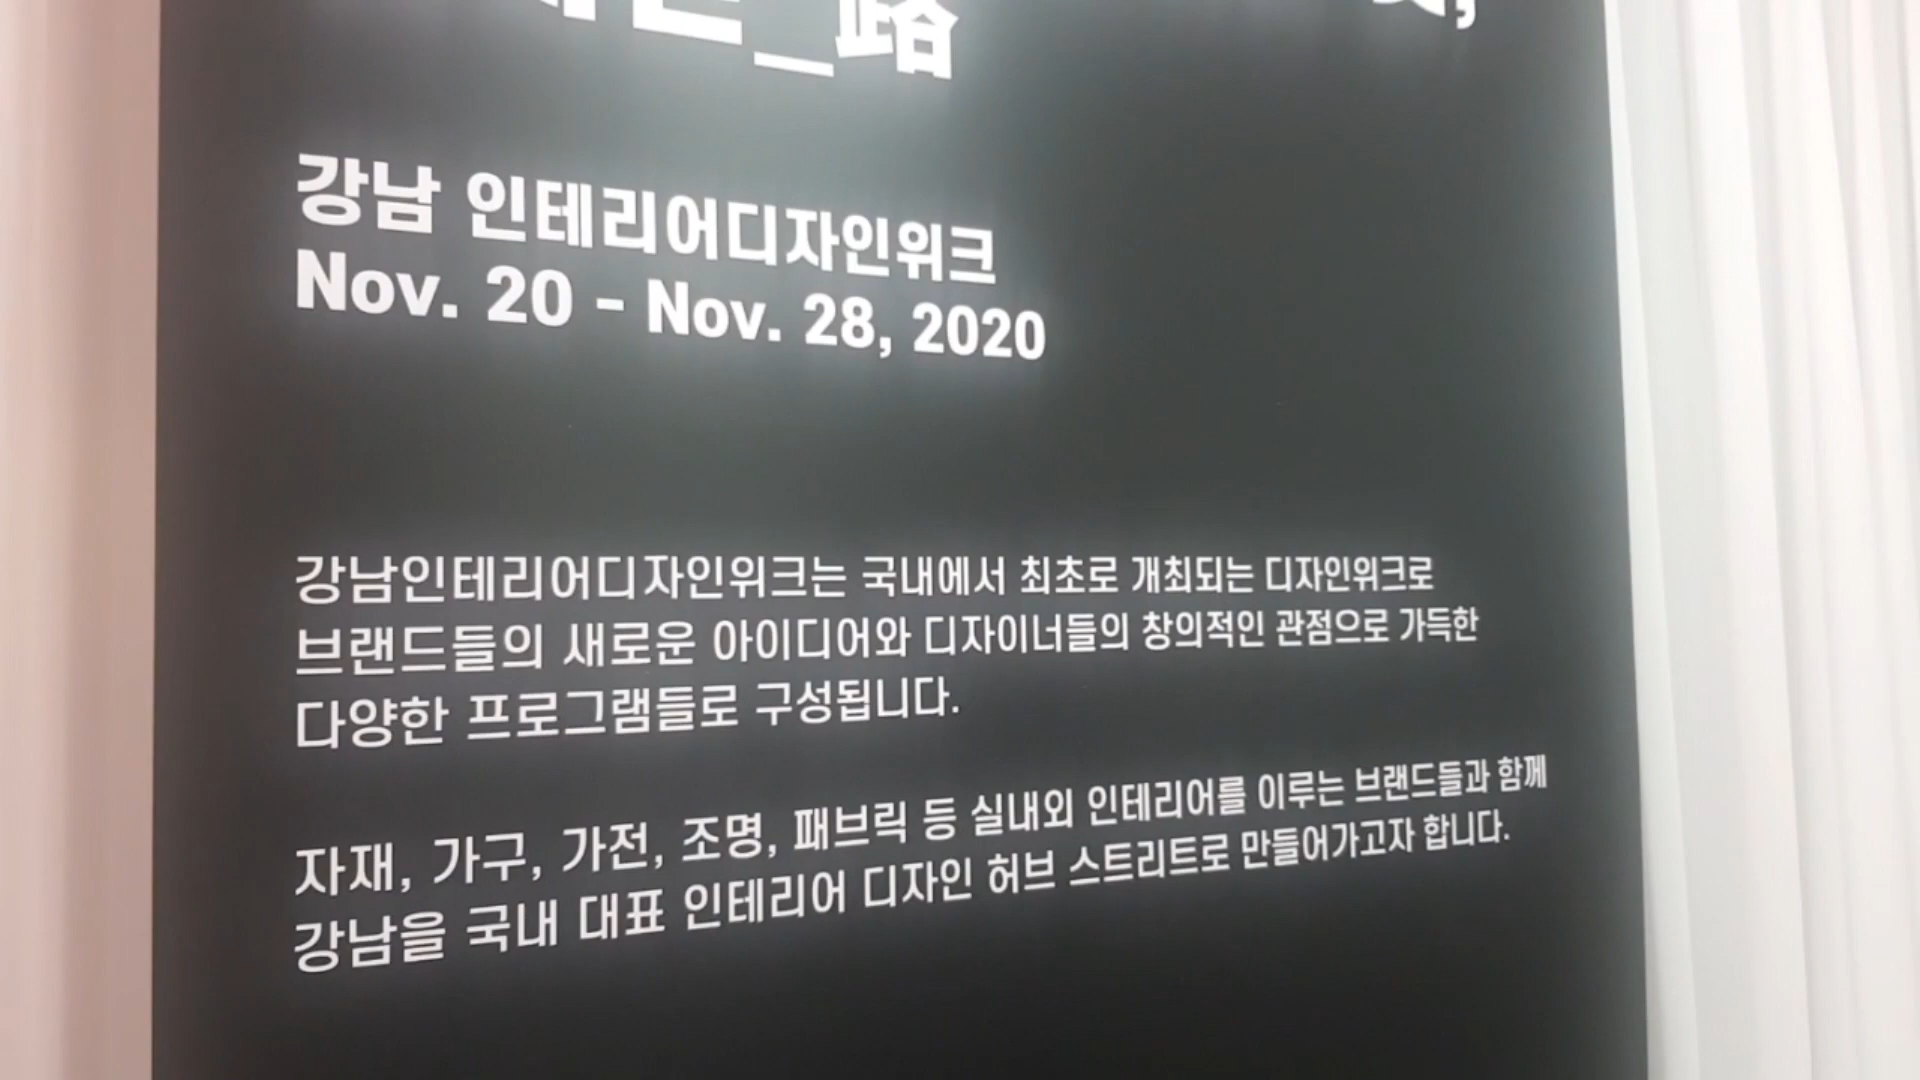 _路
강남 인테리어디자인위크
Nov. 20 - Nov. 28, 2020
강남인테리어디자인위크는 국내에서 최초로 개최되는 디자인위크로
브랜드들의 새로운 아이디어와 디자이너들의 창의적인 관점으로 가득한
다양한 프로그램들로 구성됩니다.
자재, 가구, 가전, 조명, 패브릭 등 실내외 인테리어를 이루는 브랜드들과 함께
강남을 국내 대표 인테리어 디자인 허브 스트리트로 만들어가고자 합니다.